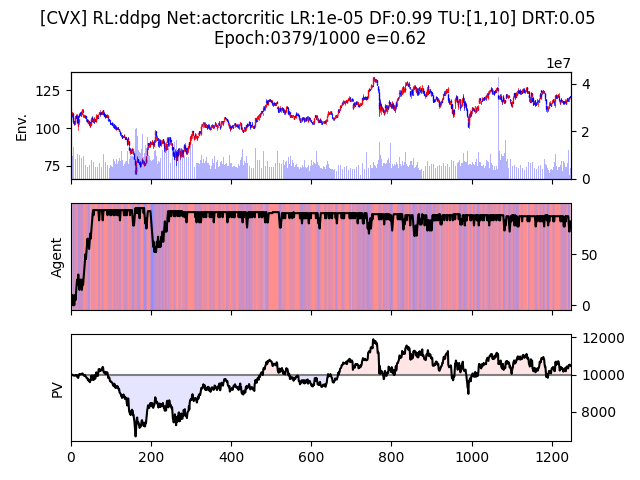 [CVX] RL:ddpg Net:actorcritic LR:1e-05 DF:0.99 TU:[1,10] DRT:0.05
Epoch:0379/1000 e=0.62
1e7
125
100
75
Env.
4
2
0
Agent
50
0
PV
12000
10000
8000
0 200 400 600 800 1000 1200